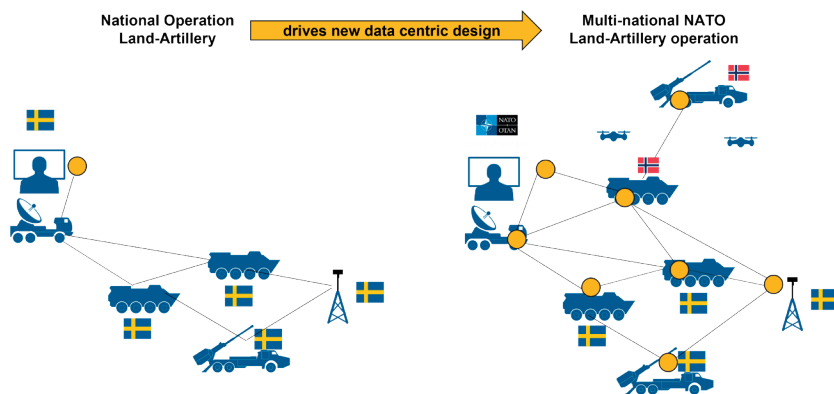 National Operation
Land-Artillery
drives new data centric design
Multi-national NATO
Land-Artillery operation
NATO
OTAN